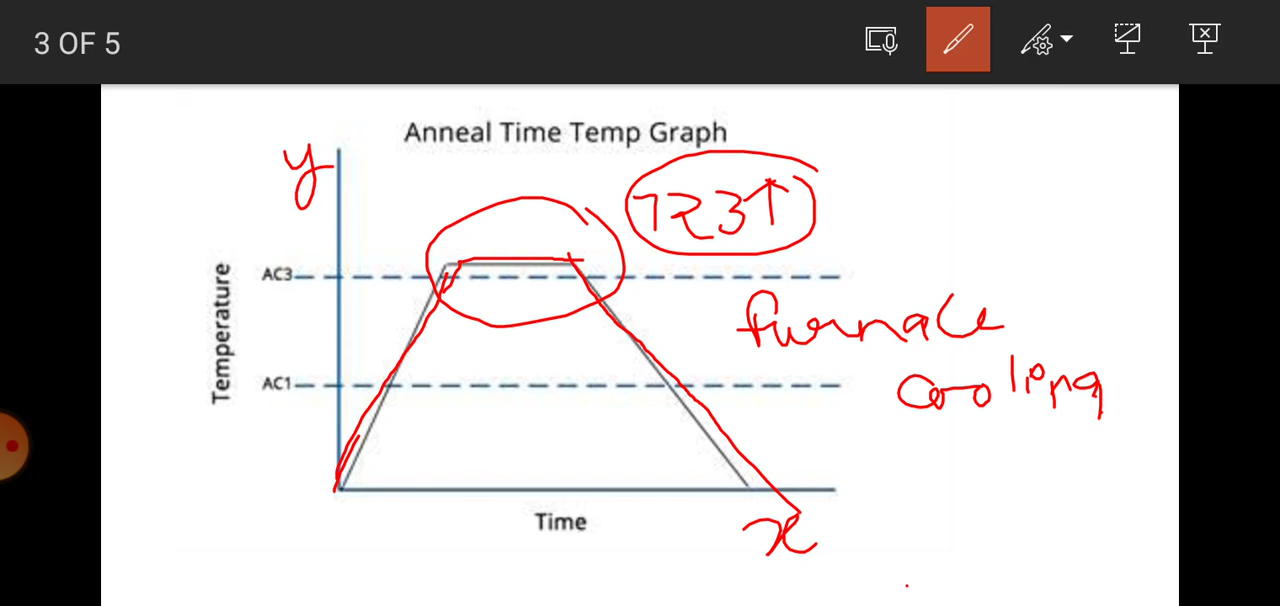 3 OF 5
Anneal Time Temp Graph
y
723↑
Temperature
AC3
furnace
AC1
cooling
Time
x